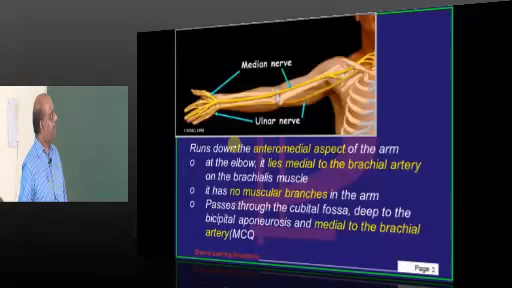 Median nerve
Ulnar nerve
Runs down the anteromedial aspect of the arm
o at the elbow, it lies medial to the brachial artery
on the brachialis muscle
o it has no muscular branches in the arm
o Passes through the cubital fossa, deep to the
bicipital aponeurosis and medial to the brachial
artery(MCQ
Page 2